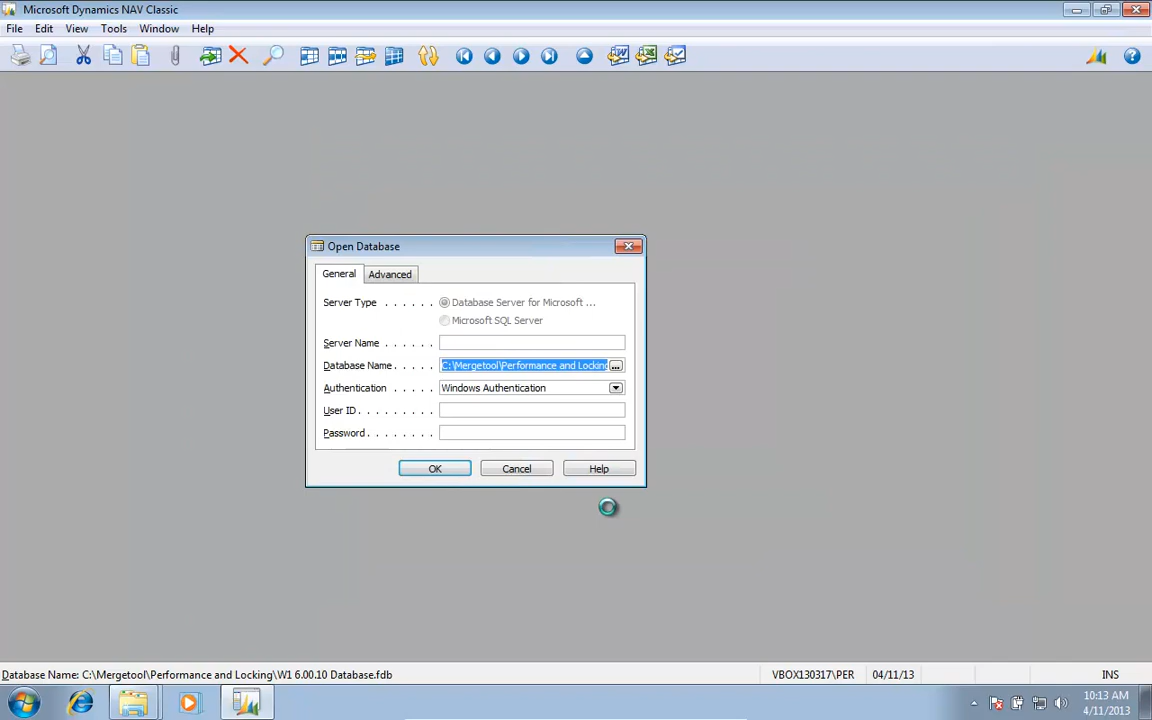 Microsoft Dynamics NAV Classic
File Edit View Tools Window Help
Open Database
General Advanced
Server Type . . . . . . Database Server for Microsoft ...
Microsoft SQL Server
Server Name . . . . . .
Database Name . . . . . C:\Mergetool\Performance and Locking ...
Authentication . . . . . . Windows Authentication
User ID . . . . . . . . .
Password . . . . . . . .
OK Cancel Help
Database Name: C:\Mergetool\Performance and Locking\W1 6.00.10 Database.fdb VBOX130317\PER 04/11/13 INS
10:13 AM
4/11/2013